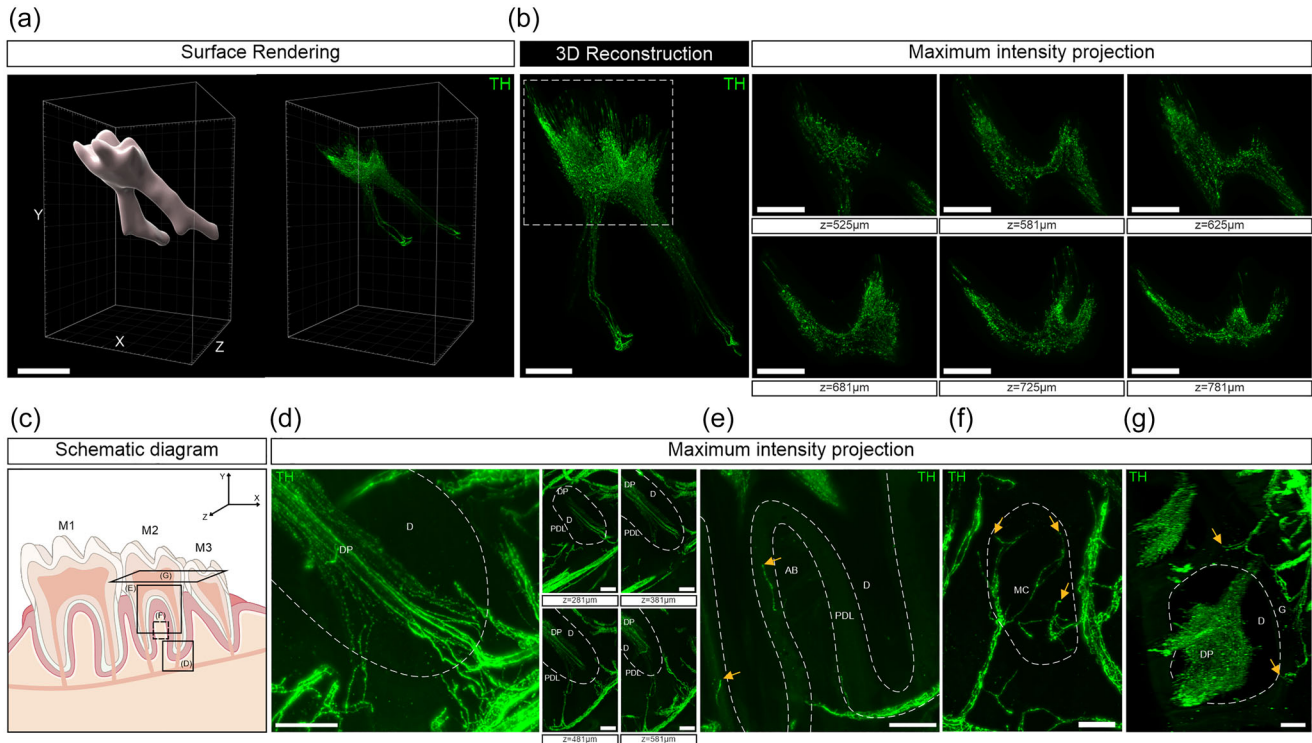 (a)
Surface Rendering
TH
Y
X
Z
(b)
3D Reconstruction
TH
Maximum intensity projection
z=525µm
z=581µm
z=625µm
z=681µm
z=725µm
z=781µm
(c)
Schematic diagram
Y
X
Z
M1
M2
M3
(G)
(E)
(F)
(D)
(d)
Maximum intensity projection
TH
D
DP
DP
D
PDL
z=281µm
DP
D
PDL
z=381µm
DP
D
PDL
z=481µm
DP
D
PDL
z=581µm
(e)
TH
AB
D
PDL
(f)
TH
MC
(g)
TH
G
D
DP